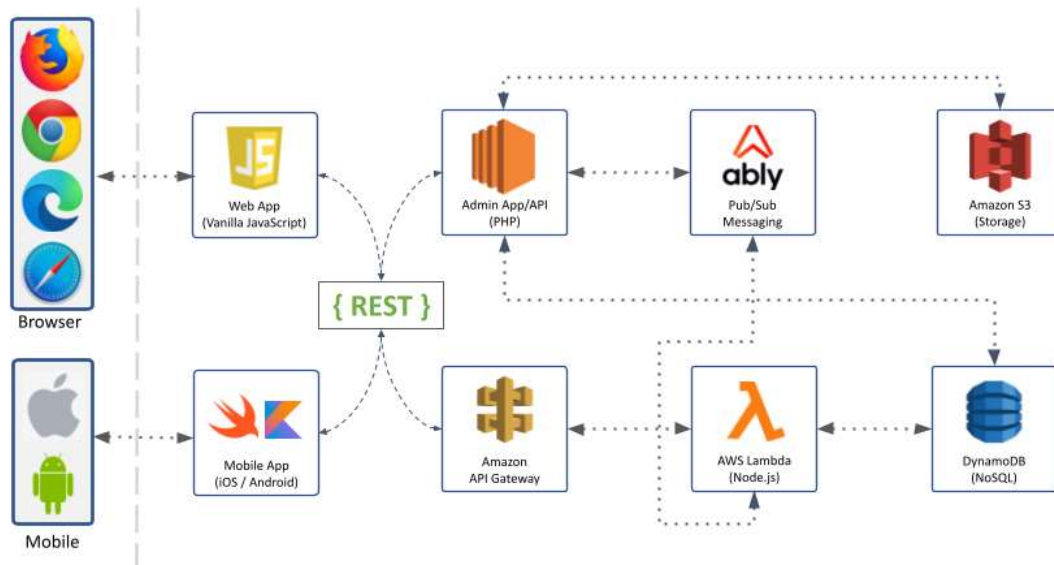 Browser
Mobile
JS
Web App
(Vanilla JavaScript)
Admin App/API
(PHP)
ably
Pub/Sub
Messaging
Amazon S3
(Storage)
{ REST }
Mobile App
(iOS / Android)
Amazon
API Gateway
AWS Lambda
(Node.js)
DynamoDB
(NoSQL)